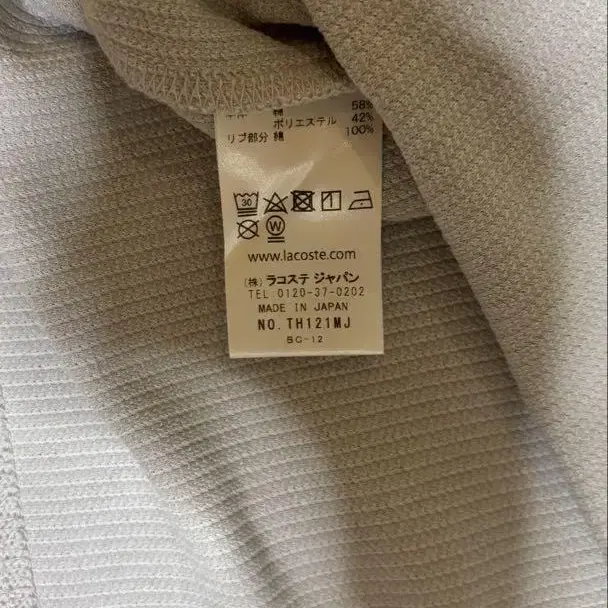 綿 58%
ポリエステル 42%
リブ部分 綿 100%
30
W
www.lacoste.com
(株) ラコステ ジャパン
TEL:0120-37-0202
MADE IN JAPAN
NO. TH121MJ
BC-12